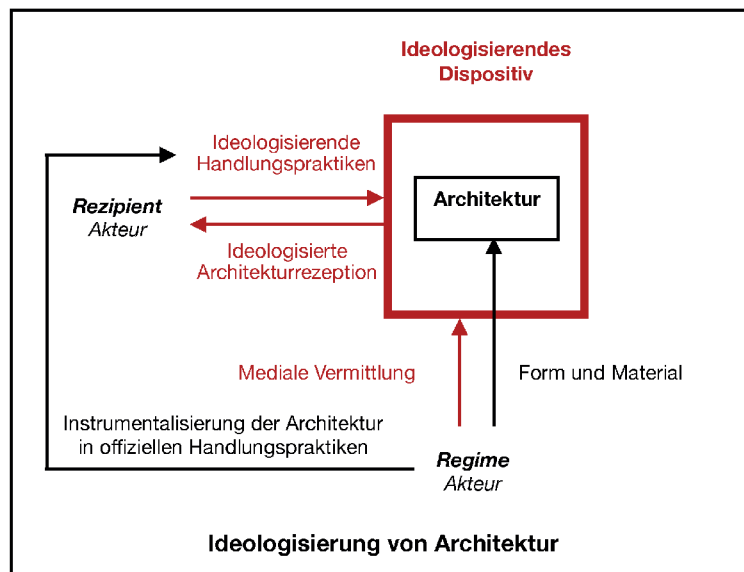 Ideologisierendes
Dispositiv
Ideologisierende
Handlungspraktiken
Architektur
Rezipient
Akteur
Ideologisierte
Architekturrezeption
Mediale Vermittlung
Form und Material
Instrumentalisierung der Architektur
in offiziellen Handlungspraktiken
Regime
Akteur
Ideologisierung von Architektur